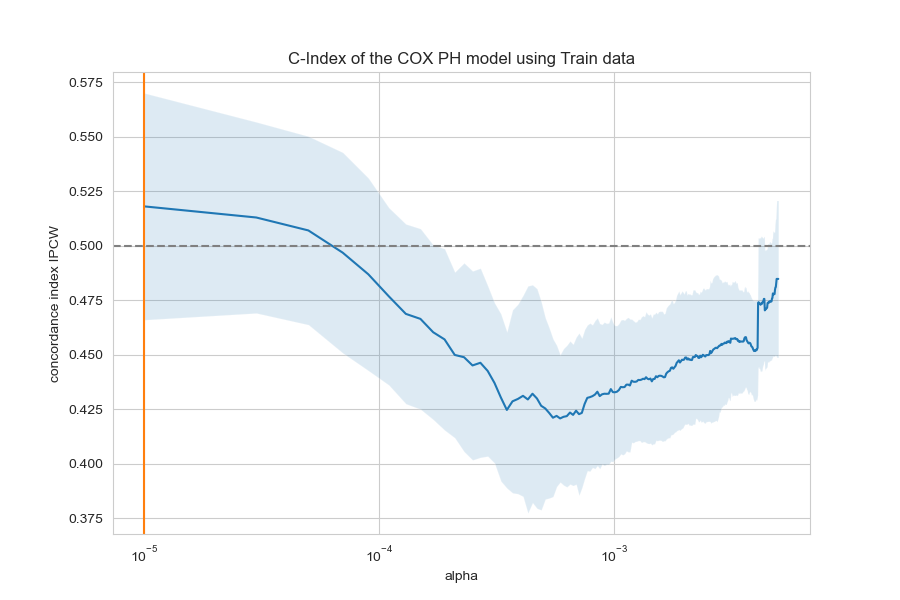 C-Index of the COX PH model using Train data
concordance index IPCW
0.575
0.550
0.525
0.500
0.475
0.450
0.425
0.400
0.375
10⁻⁵ 10⁻⁴ 10⁻³
alpha